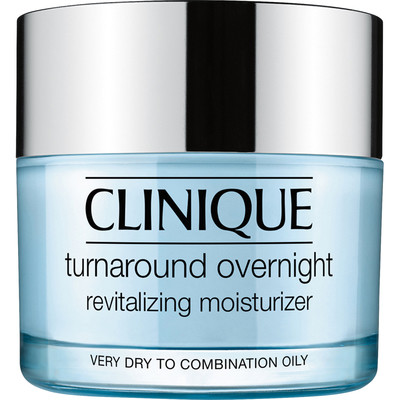 CLINIQUE
turnaround overnight
revitalizing moisturizer
VERY DRY TO COMBINATION OILY